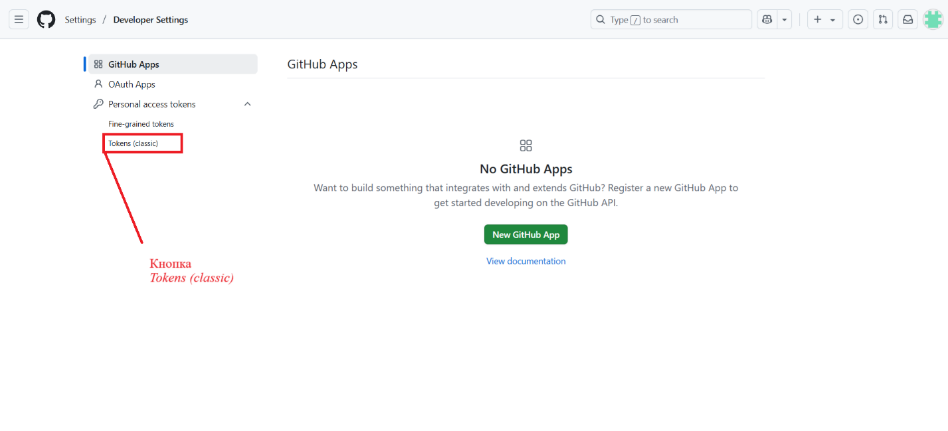 Settings / Developer Settings
Type / to search
GitHub Apps
OAuth Apps
Personal access tokens
Fine-grained tokens
Tokens (classic)
Кнопка
Tokens (classic)
GitHub Apps
No GitHub Apps
Want to build something that integrates with and extends GitHub? Register a new GitHub App to
get started developing on the GitHub API.
New GitHub App
View documentation